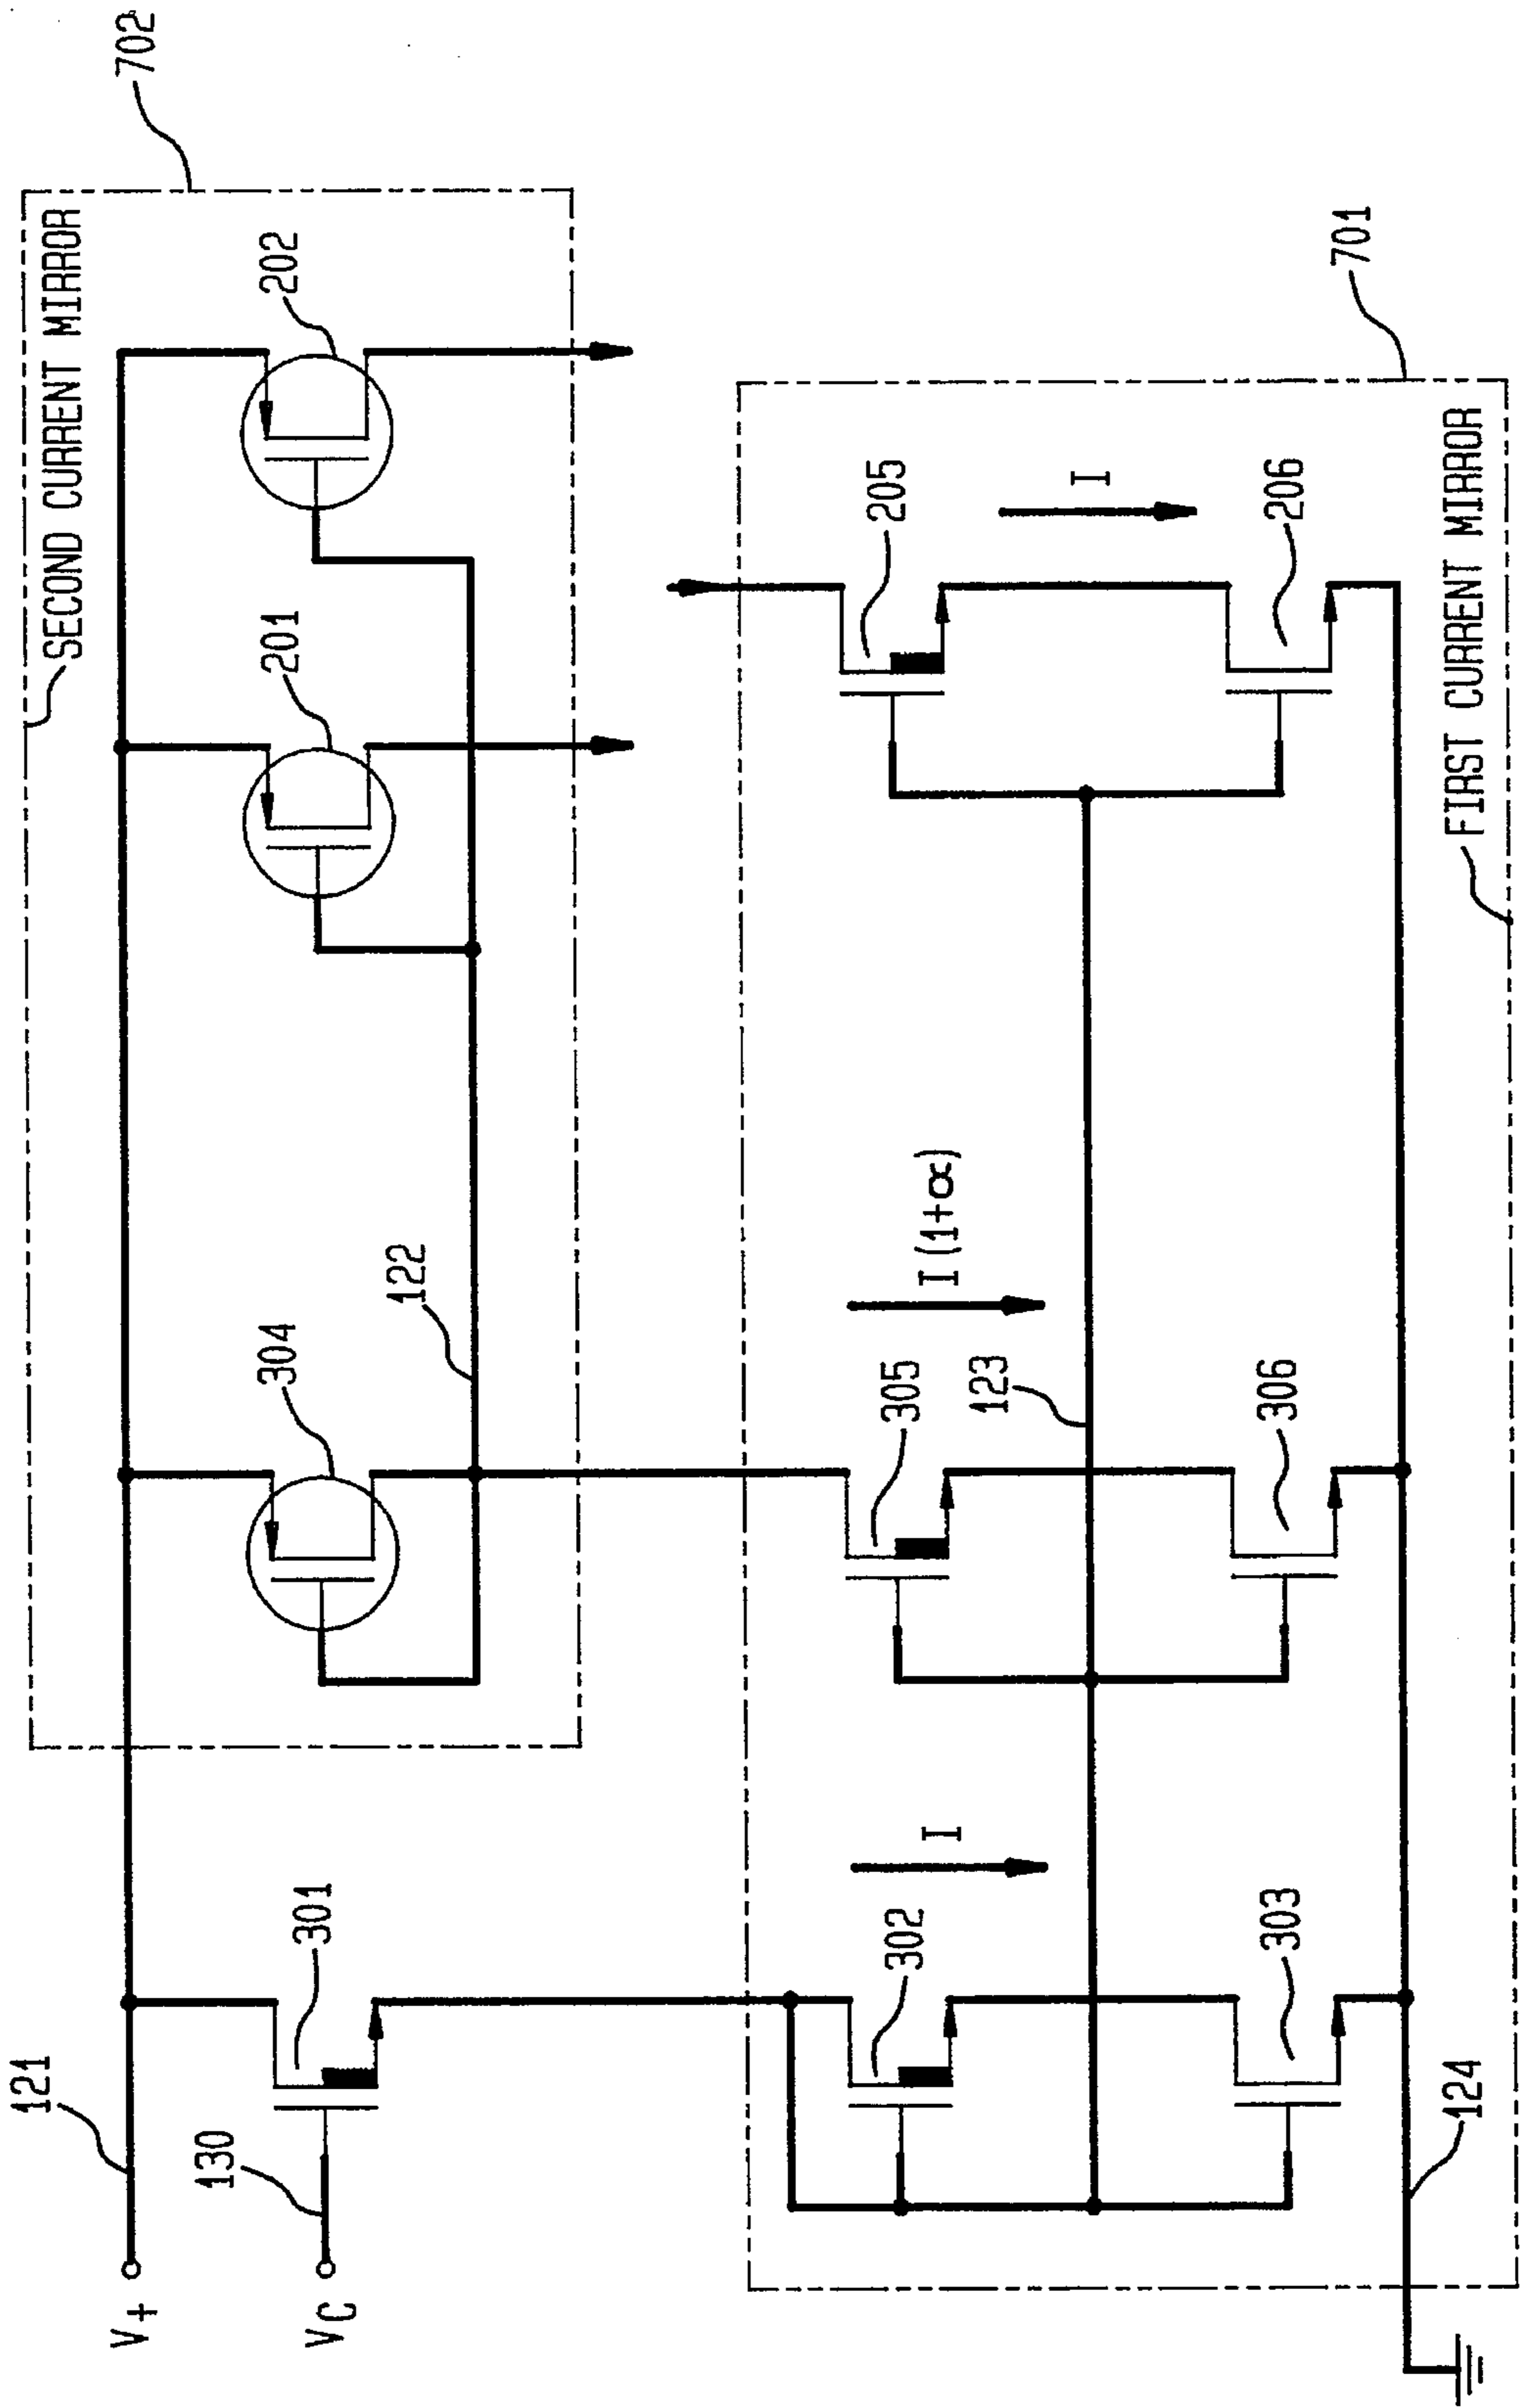 702
SECOND CURRENT MIRROR
121
V+
130
VC
301
304
122
201
202
701
I
302
303
I(1+α)
305
123
306
205
I
206
124
FIRST CURRENT MIRROR